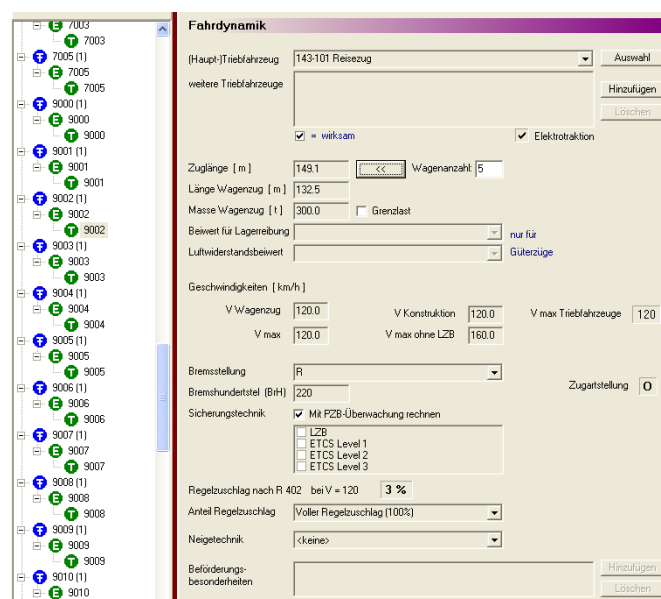 7003
T 7003
F 7005 (1)
E 7005
T 7005
F 9000 (1)
E 9000
T 9000
F 9001 (1)
E 9001
T 9001
F 9002 (1)
E 9002
T 9002
F 9003 (1)
E 9003
T 9003
F 9004 (1)
E 9004
T 9004
F 9005 (1)
E 9005
T 9005
F 9006 (1)
E 9006
T 9006
F 9007 (1)
E 9007
T 9007
F 9008 (1)
E 9008
T 9008
F 9009 (1)
E 9009
T 9009
F 9010 (1)
E 9010
Fahrdynamik
(Haupt-)Triebfahrzeug 143-101 Reisezug Auswahl
weitere Triebfahrzeuge Hinzufügen
Löschen
= wirksam Elektrotraktion
Zuglänge [ m ] 149.1 << Wagenanzahl: 5
Länge Wagenzug [ m ] 132.5
Masse Wagenzug [ t ] 300.0 Grenzlast
Beiwert für Lagerreibung nur für
Luftwiderstandsbeiwert Güterzüge
Geschwindigkeiten [ km/h ]
V Wagenzug 120.0 V Konstruktion 120.0 V max Triebfahrzeuge 120
V max 120.0 V max ohne LZB 160.0
Bremsstellung R
Bremshundertstel (BrH) 220 Zugartstellung O
Sicherungstechnik Mit PZB-Überwachung rechnen
LZB
ETCS Level 1
ETCS Level 2
ETCS Level 3
Regelzuschlag nach R 402 bei V = 120 3 %
Anteil Regelzuschlag Voller Regelzuschlag (100%)
Neigetechnik <keine>
Beförderungs- Hinzufügen
besonderheiten Löschen